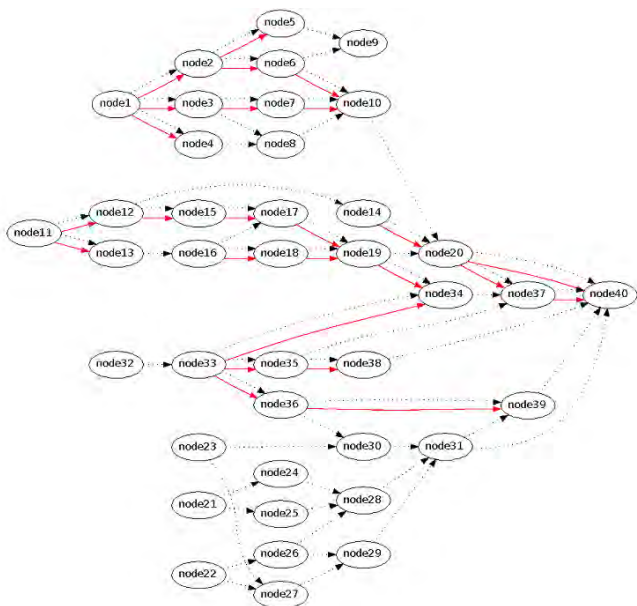 node5
node9
node2 node6
node1 node3 node7 node10
node4 node8
node12 node15 node17 node14
node11
node13 node16 node18 node19 node20
node34 node37 node40
node32 node33 node35 node38
node36 node39
node23 node30 node31
node24
node21 node25 node28
node26 node29
node22
node27